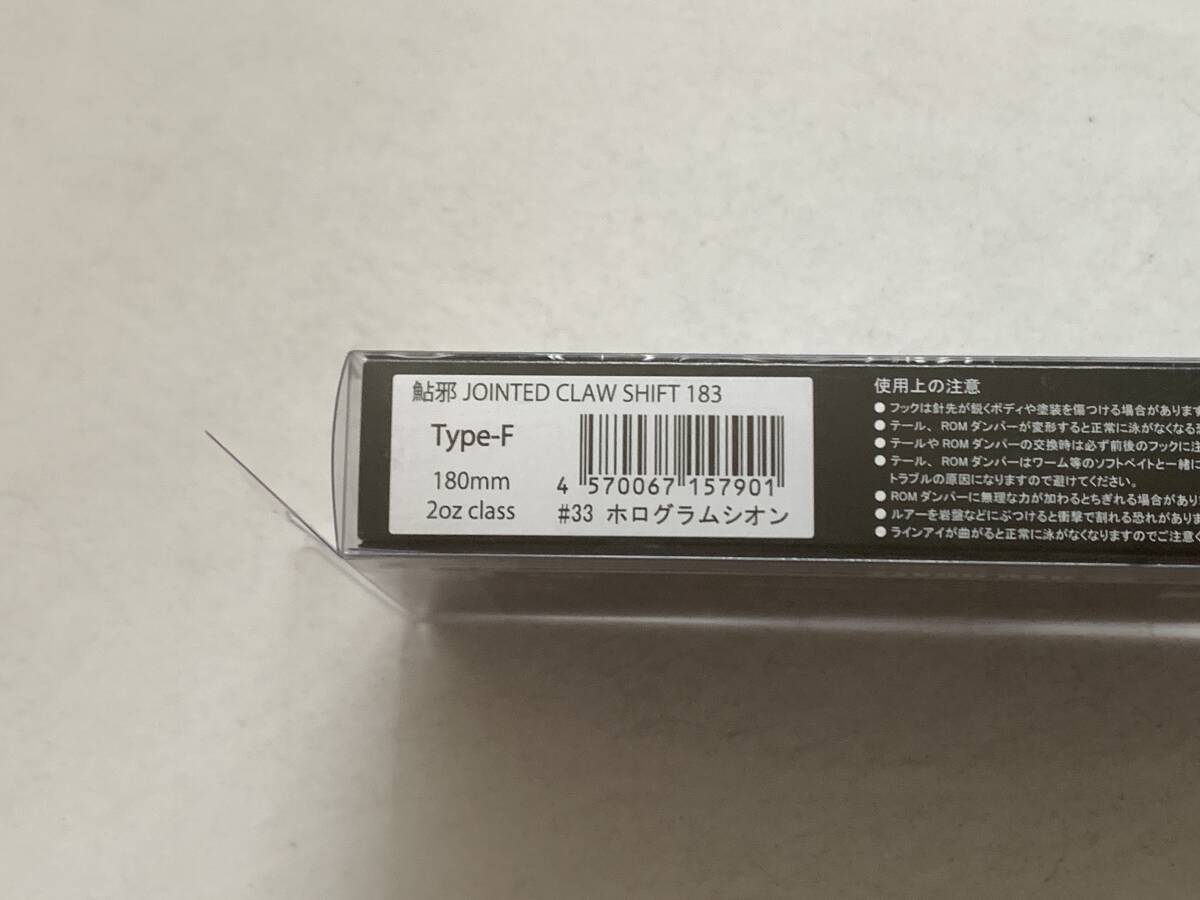 鮎邪 JOINTED CLAW SHIFT 183
Type-F
180mm
2oz class
4 570067 157901
#33 ホログラムシオン
使用上の注意
●フックは針先が鋭くボディや塗装を傷つける場合があります
●テール、ROMダンパーが変形すると正常に泳がなくなる
●テールやROMダンパーの交換時は必ず前後のフックに注
●テール、ROMダンパーはワーム等のソフトベイトと一緒に
トラブルの原因になりますので避けてください。
●ROMダンパーに無理な力が加わるとちぎれる場合があり
●ルアーを岩盤などにぶつけると衝撃で割れる恐れがありま
●ラインアイが曲がると正常に泳がなくなりますのでご注意く